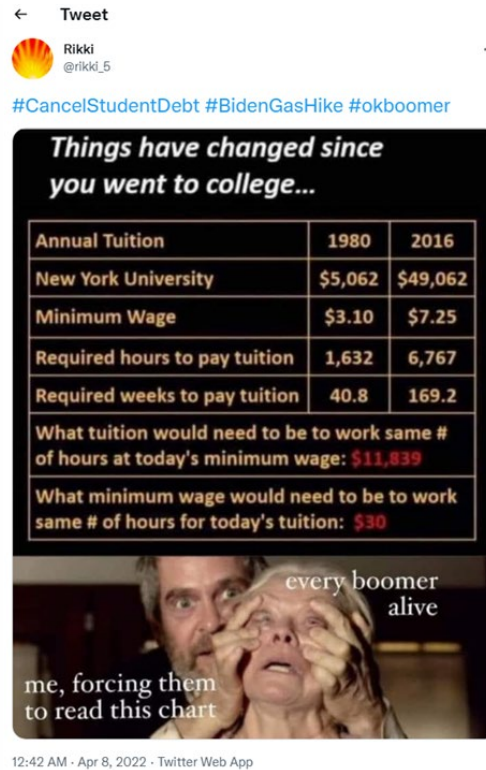 Tweet
Rikki
@rikki_5
#CancelStudentDebt #BidenGasHike #okboomer
Things have changed since
you went to college...
Annual Tuition 1980 2016
New York University $5,062 $49,062
Minimum Wage $3.10 $7.25
Required hours to pay tuition 1,632 6,767
Required weeks to pay tuition 40.8 169.2
What tuition would need to be to work same #
of hours at today's minimum wage: $11,839
What minimum wage would need to be to work
same # of hours for today's tuition: $30
every boomer
alive
me, forcing them
to read this chart
12:42 AM · Apr 8, 2022 · Twitter Web App